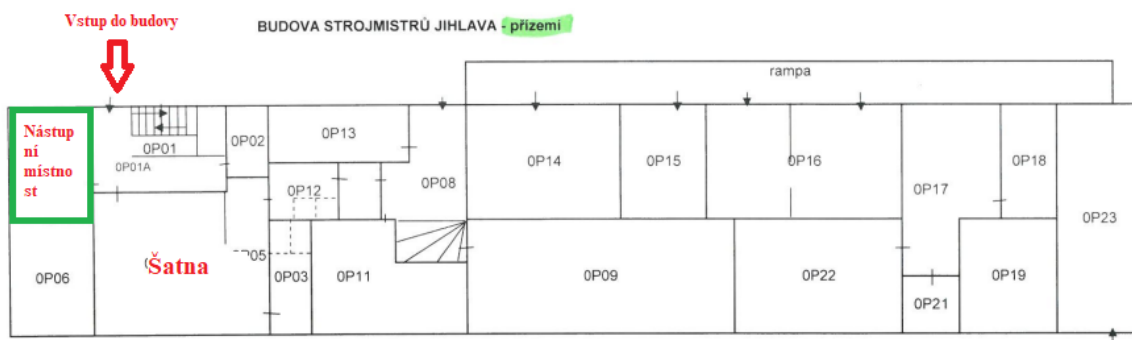 Vstup do budovy
BUDOVA STROJMISTRŮ JIHLAVA - přízemí
rampa
Nástup
ní
místno
st
0P01
0P01A
0P02
0P13
0P12
0P08
0P14
0P15
0P16
0P17
0P18
0P23
0P06
Šatna
0P03
0P11
0P09
0P22
0P21
0P19